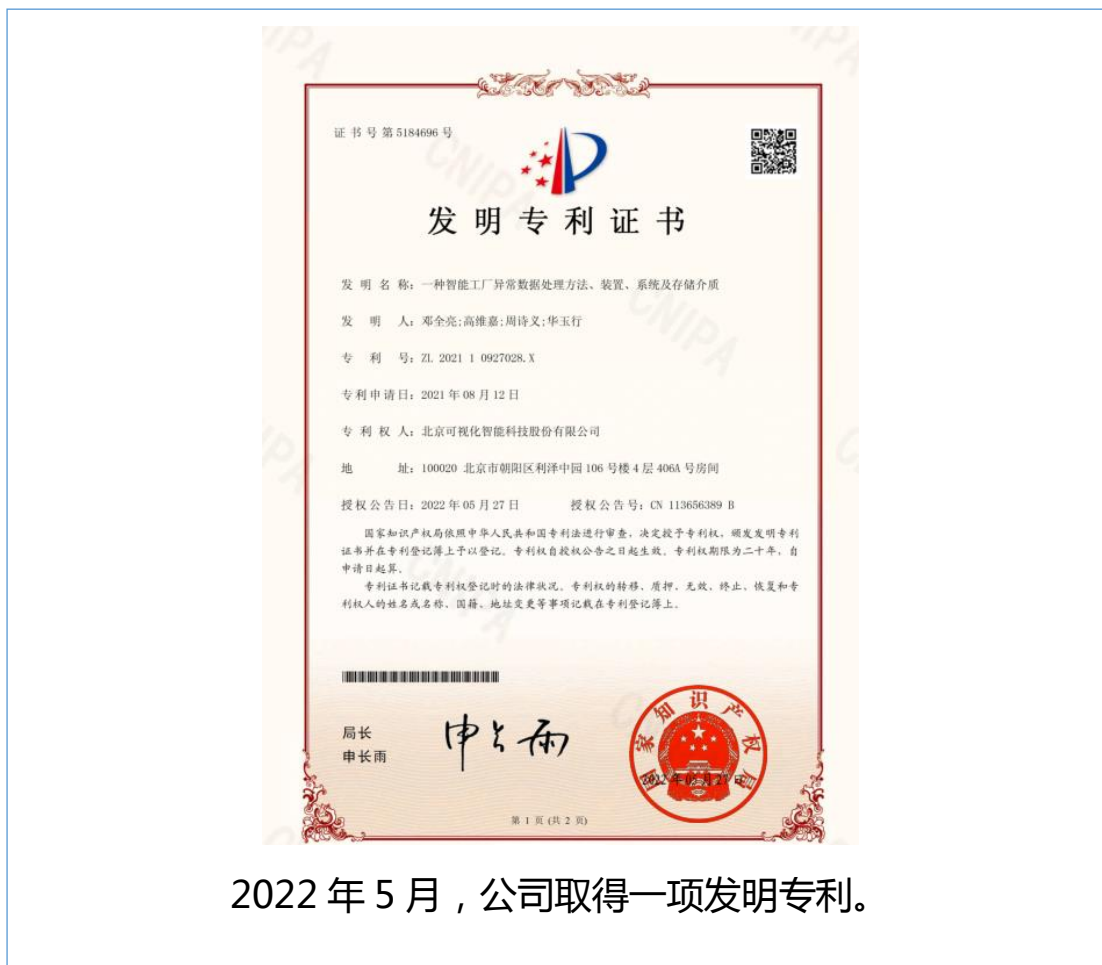 证书号第5184696号
发明专利证书
发 明 名 称：一种智能工厂异常数据处理方法、装置、系统及存储介质
发 明 人：邓全亮;高维嘉;周诗义;华玉行
专 利 号：ZL 2021 1 0927028.X
专利申请日：2021年08月12日
专 利 权 人：北京可视化智能科技股份有限公司
地 址：100020 北京市朝阳区利泽中园106号楼4层406A号房间
授权公告日：2022年05月27日 授权公告号：CN 113656389 B
国家知识产权局依照中华人民共和国专利法进行审查，决定授予专利权，颁发发明专利
证书并在专利登记簿上予以登记。专利权自授权公告之日起生效。专利权期限为二十年，自
申请日起算。
专利证书记载专利权登记时的法律状况。专利权的转移、质押、无效、终止、恢复和专
利权人的姓名或名称、国籍、地址变更等事项记载在专利登记簿上。
局长
申长雨
申长雨
国家知识产权局
2022年05月27日
第 1 页 (共 2 页)
2022 年 5 月，公司取得一项发明专利。
CNIPA